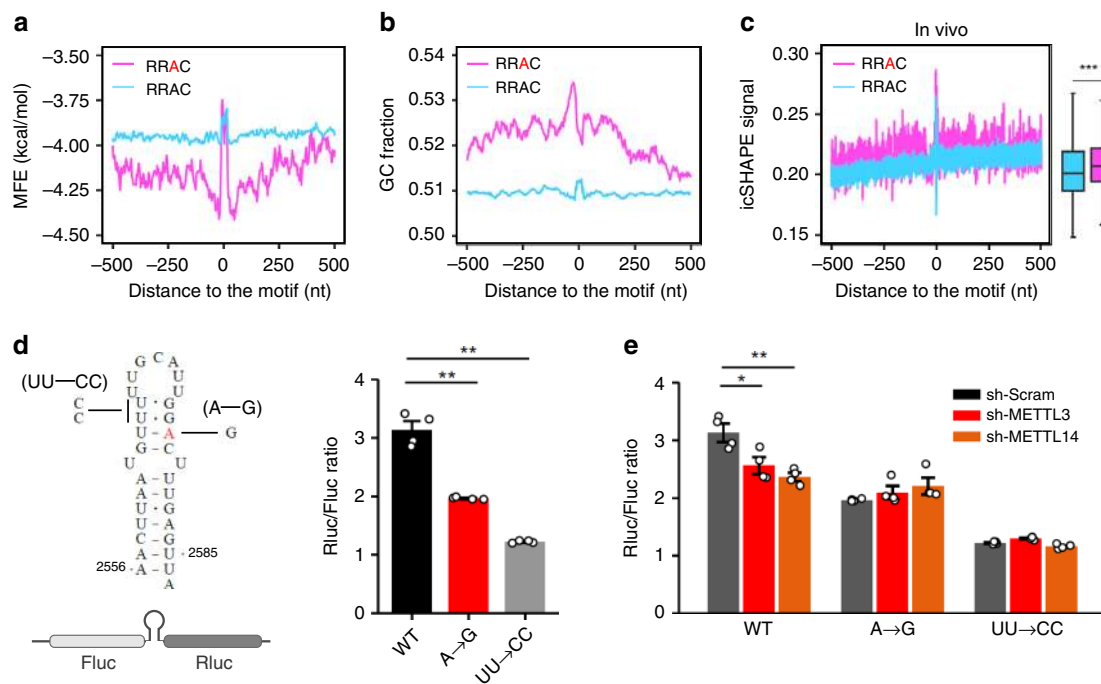 a
−3.50
−3.75
−4.00
−4.25
−4.50
MFE (kcal/mol)
RRAC
RRAC
−500
−250
0
250
500
Distance to the motif (nt)
b
0.54
0.53
0.52
0.51
0.50
GC fraction
RRAC
RRAC
−500
−250
0
250
500
Distance to the motif (nt)
c
In vivo
0.30
0.25
0.20
0.15
icSHAPE signal
RRAC
RRAC
***
−500
−250
0
250
500
Distance to the motif (nt)
d
(UU—CC)
C
C
(A—G)
G
G C A
U U
U U
U G
U G
U A
G C
U U
A U
A U
U G
U A
C G
A U
2556 A U 2585
A
Fluc
Rluc
**
**
4
3
2
1
0
Rluc/Fluc ratio
WT
A→G
UU→CC
e
**
*
sh-Scram
sh-METTL3
sh-METTL14
4
3
2
1
0
Rluc/Fluc ratio
WT
A→G
UU→CC